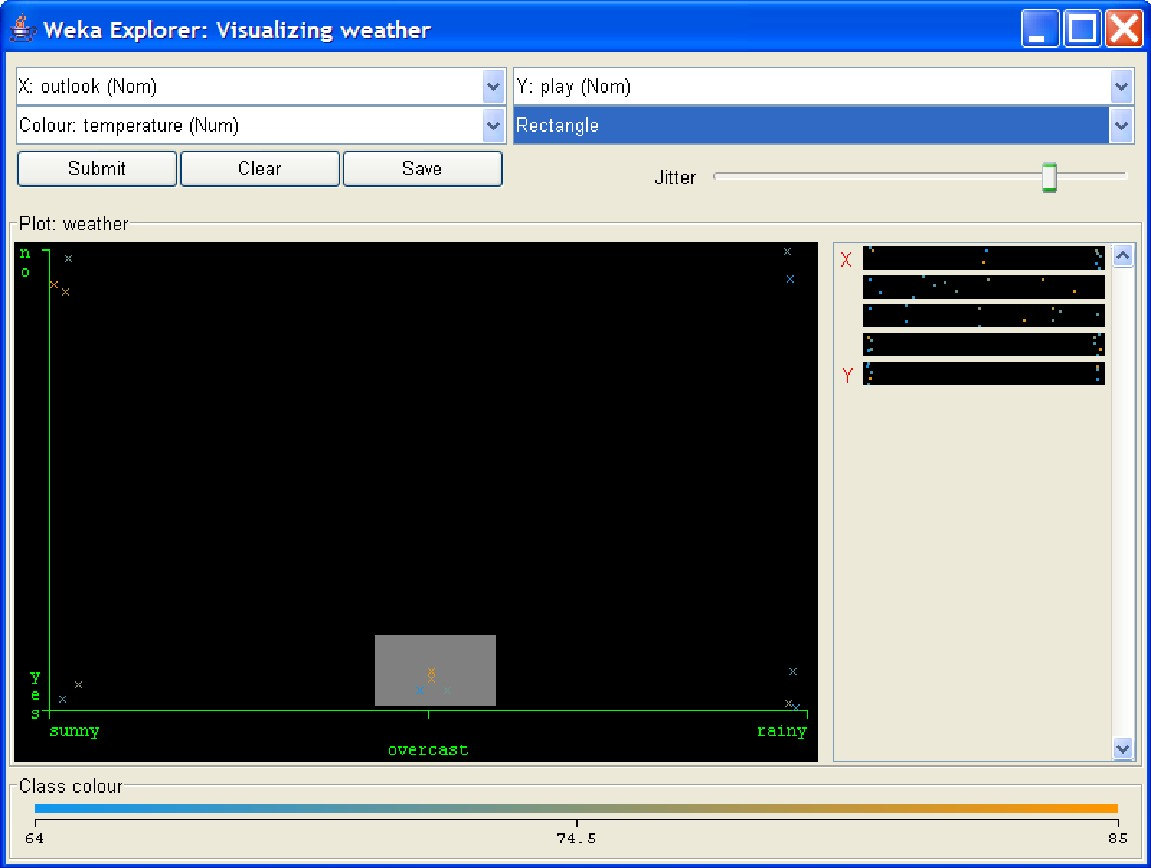 Weka Explorer: Visualizing weather
X: outlook (Nom)
Y: play (Nom)
Colour: temperature (Num)
Rectangle
Submit
Clear
Save
Jitter
Plot: weather
no
X
Y
yes
sunny
overcast
rainy
Class colour
64
74.5
85